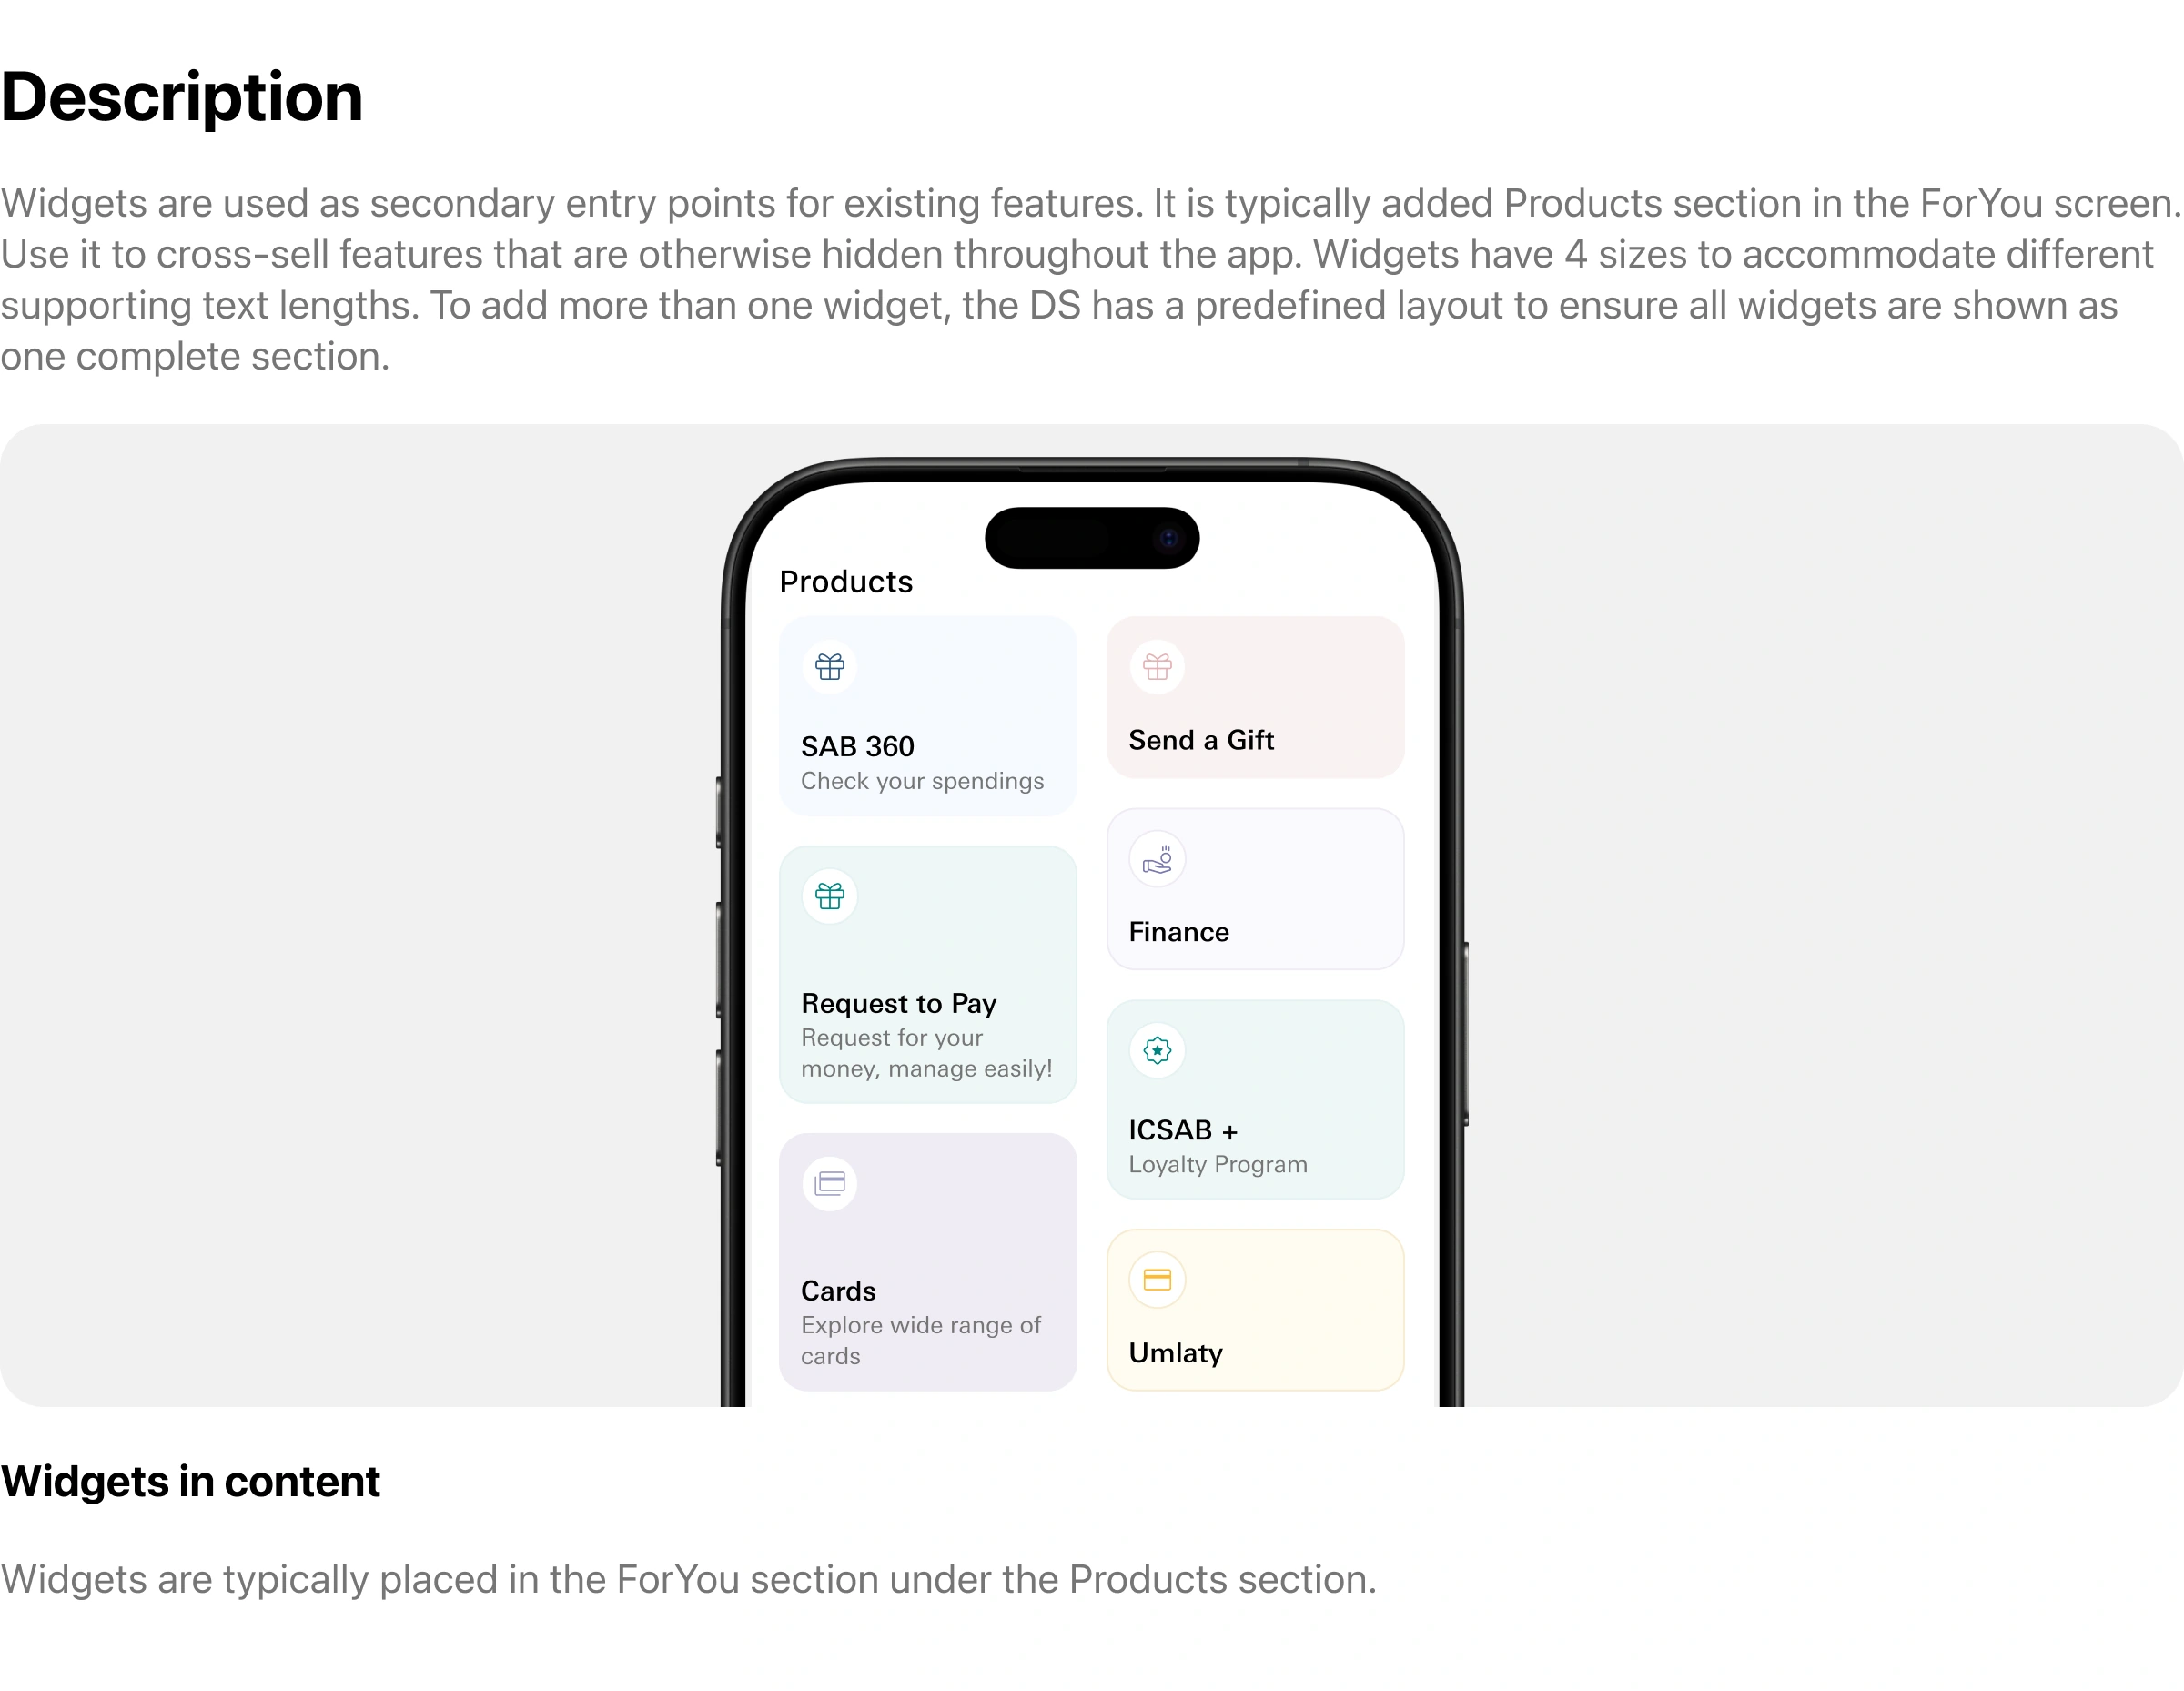 Description
Widgets are used as secondary entry points for existing features. It is typically added Products section in the ForYou screen.
Use it to cross-sell features that are otherwise hidden throughout the app. Widgets have 4 sizes to accommodate different
supporting text lengths. To add more than one widget, the DS has a predefined layout to ensure all widgets are shown as
one complete section.
Products
SAB 360
Check your spendings
Request to Pay
Request for your
money, manage easily!
Cards
Explore wide range of
cards
Send a Gift
Finance
ICSAB +
Loyalty Program
Umlaty
Widgets in content
Widgets are typically placed in the ForYou section under the Products section.